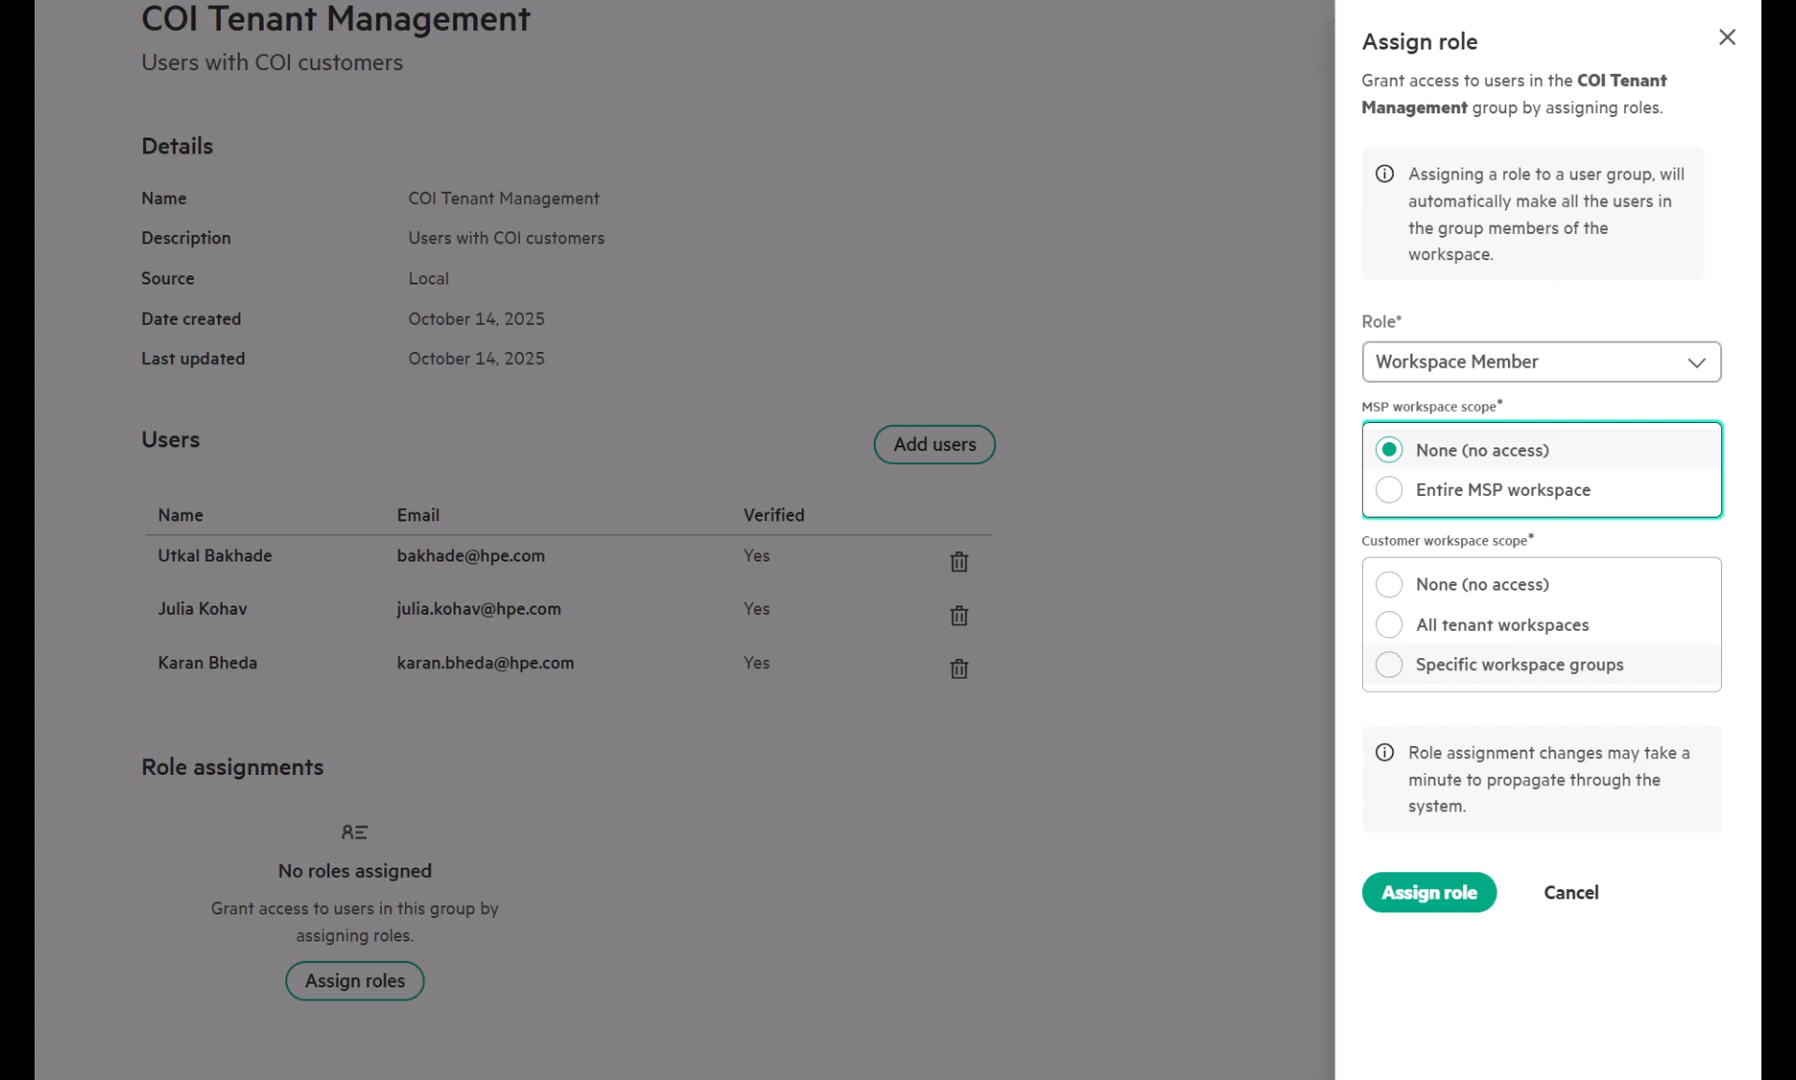 COI Tenant Management
Users with COI customers
Details
Name COI Tenant Management
Description Users with COI customers
Source Local
Date created October 14, 2025
Last updated October 14, 2025
Users
Add users
Name Email Verified
Utkal Bakhade bakhade@hpe.com Yes
Julia Kohav julia.kohav@hpe.com Yes
Karan Bheda karan.bheda@hpe.com Yes
Role assignments
No roles assigned
Grant access to users in this group by
assigning roles.
Assign roles
Assign role
Grant access to users in the COI Tenant
Management group by assigning roles.
Assigning a role to a user group, will
automatically make all the users in
the group members of the
workspace.
Role*
Workspace Member
MSP workspace scope*
None (no access)
Entire MSP workspace
Customer workspace scope*
None (no access)
All tenant workspaces
Specific workspace groups
Role assignment changes may take a
minute to propagate through the
system.
Assign role
Cancel